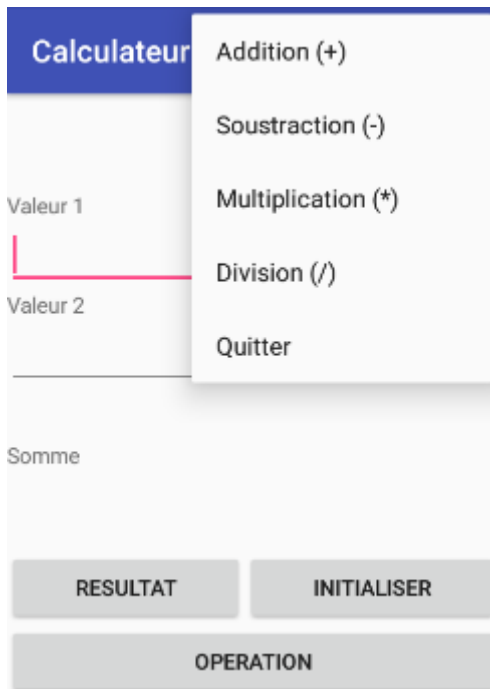 Calculateur
Addition (+)
Soustraction (-)
Multiplication (*)
Division (/)
Quitter
Valeur 1
Valeur 2
Somme
RESULTAT
INITIALISER
OPERATION